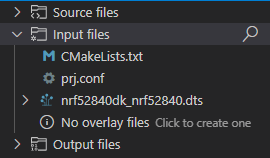 Source files
Input files
CMakeLists.txt
prj.conf
nrf52840dk_nrf52840.dts
No overlay files Click to create one
Output files